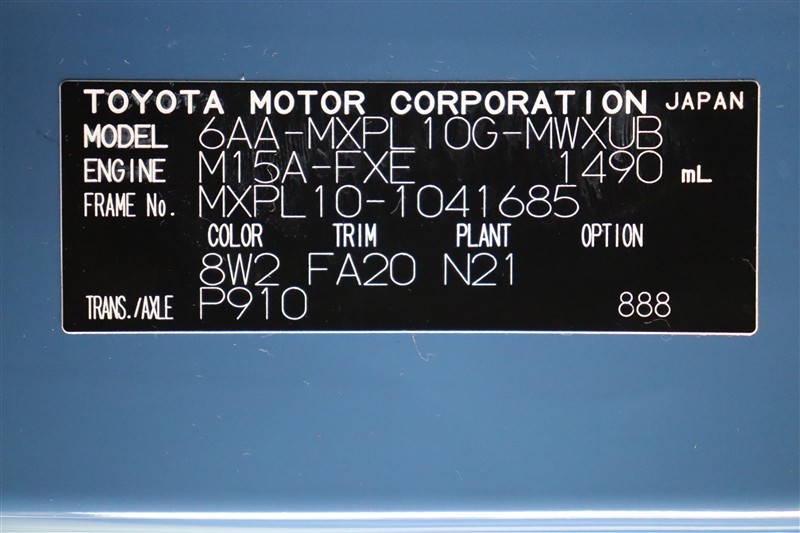 TOYOTA MOTOR CORPORATION JAPAN
MODEL 6AA-MXPL10G-MWXUB
ENGINE M15A-FXE 1490 mL
FRAME No. MXPL10-1041685
COLOR TRIM PLANT OPTION
8W2 FA20 N21
TRANS./AXLE P910 888